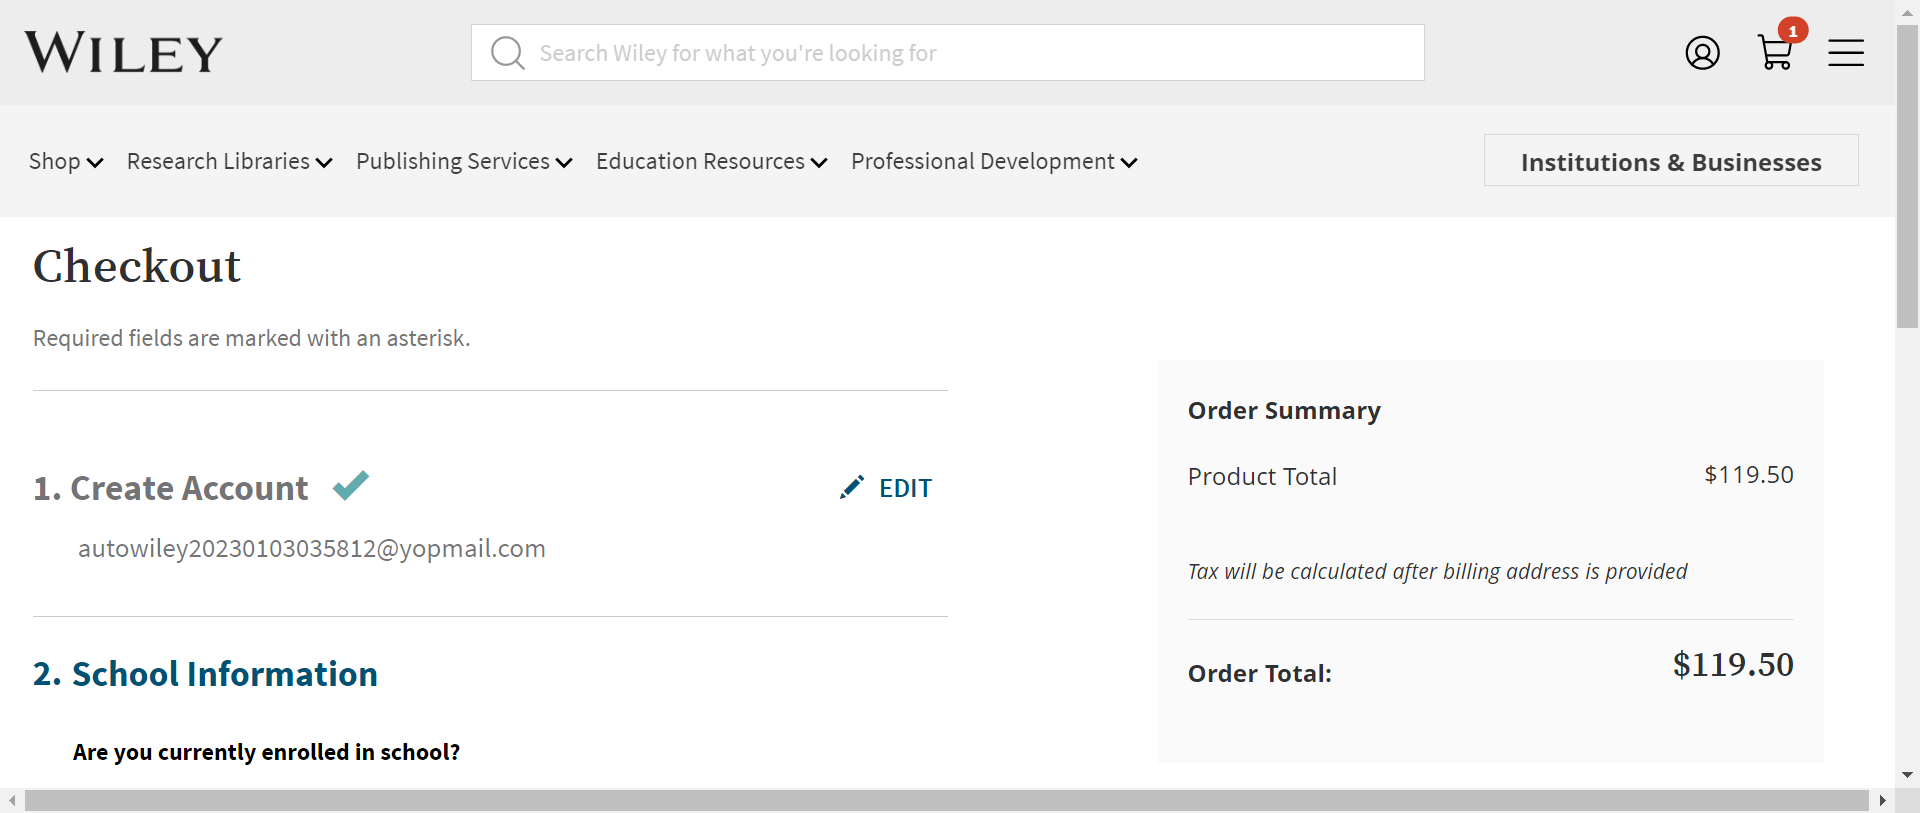 WILEY
Search Wiley for what you're looking for
1
Shop Research Libraries Publishing Services Education Resources Professional Development Institutions & Businesses
Checkout
Required fields are marked with an asterisk.
1. Create Account EDIT
autowiley20230103035812@yopmail.com
2. School Information
Are you currently enrolled in school?
Order Summary
Product Total $119.50
Tax will be calculated after billing address is provided
Order Total: $119.50